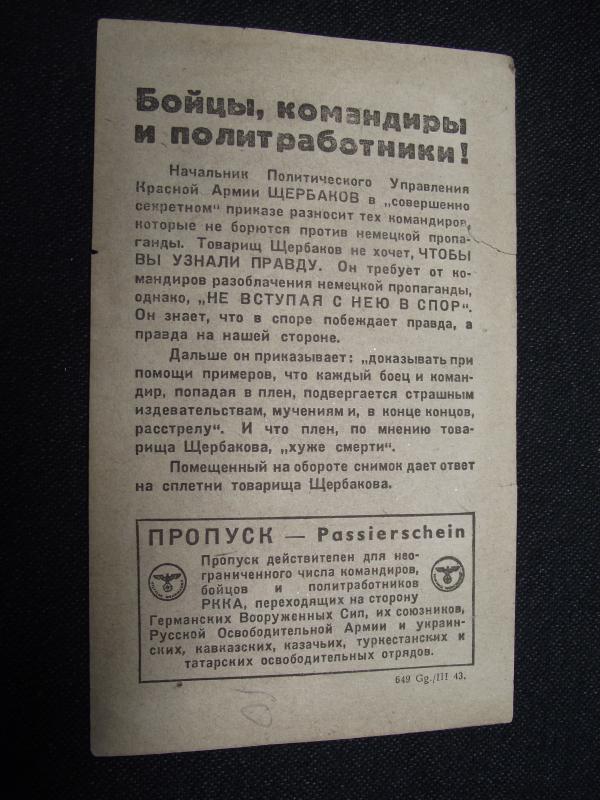 Бойцы, командиры
и политработники!
Начальник Политического Управления
Красной Армии ЩЕРБАКОВ в „совершенно
секретном“ приказе разносит тех командиров,
которые не борются против немецкой пропа-
ганды. Товарищ Щербаков не хочет, ЧТОБЫ
ВЫ УЗНАЛИ ПРАВДУ. Он требует от ко-
мандиров разоблачения немецкой пропаганды,
однако, „НЕ ВСТУПАЯ С НЕЮ В СПОР“.
Он знает, что в споре побеждает правда, а
правда на нашей стороне.
Дальше он приказывает: „доказывать при
помощи примеров, что каждый боец и коман-
дир, попадая в плен, подвергается страшным
издевательствам, мучениям и, в конце концов,
расстрелу“. И что плен, по мнению това-
рища Щербакова, „хуже смерти“.
Помещенный на обороте снимок дает ответ
на сплетни товарища Щербакова.
ПРОПУСК — Passierschein
Пропуск действителен для нео-
граниченного числа командиров,
бойцов и политработников
РККА, переходящих на сторону
Германских Вооруженных Сил, их союзников,
Русской Освободительной Армии и украин-
ских, кавказских, казачьих, туркестанских и
татарских освободительных отрядов.
649 Gg./III 43.